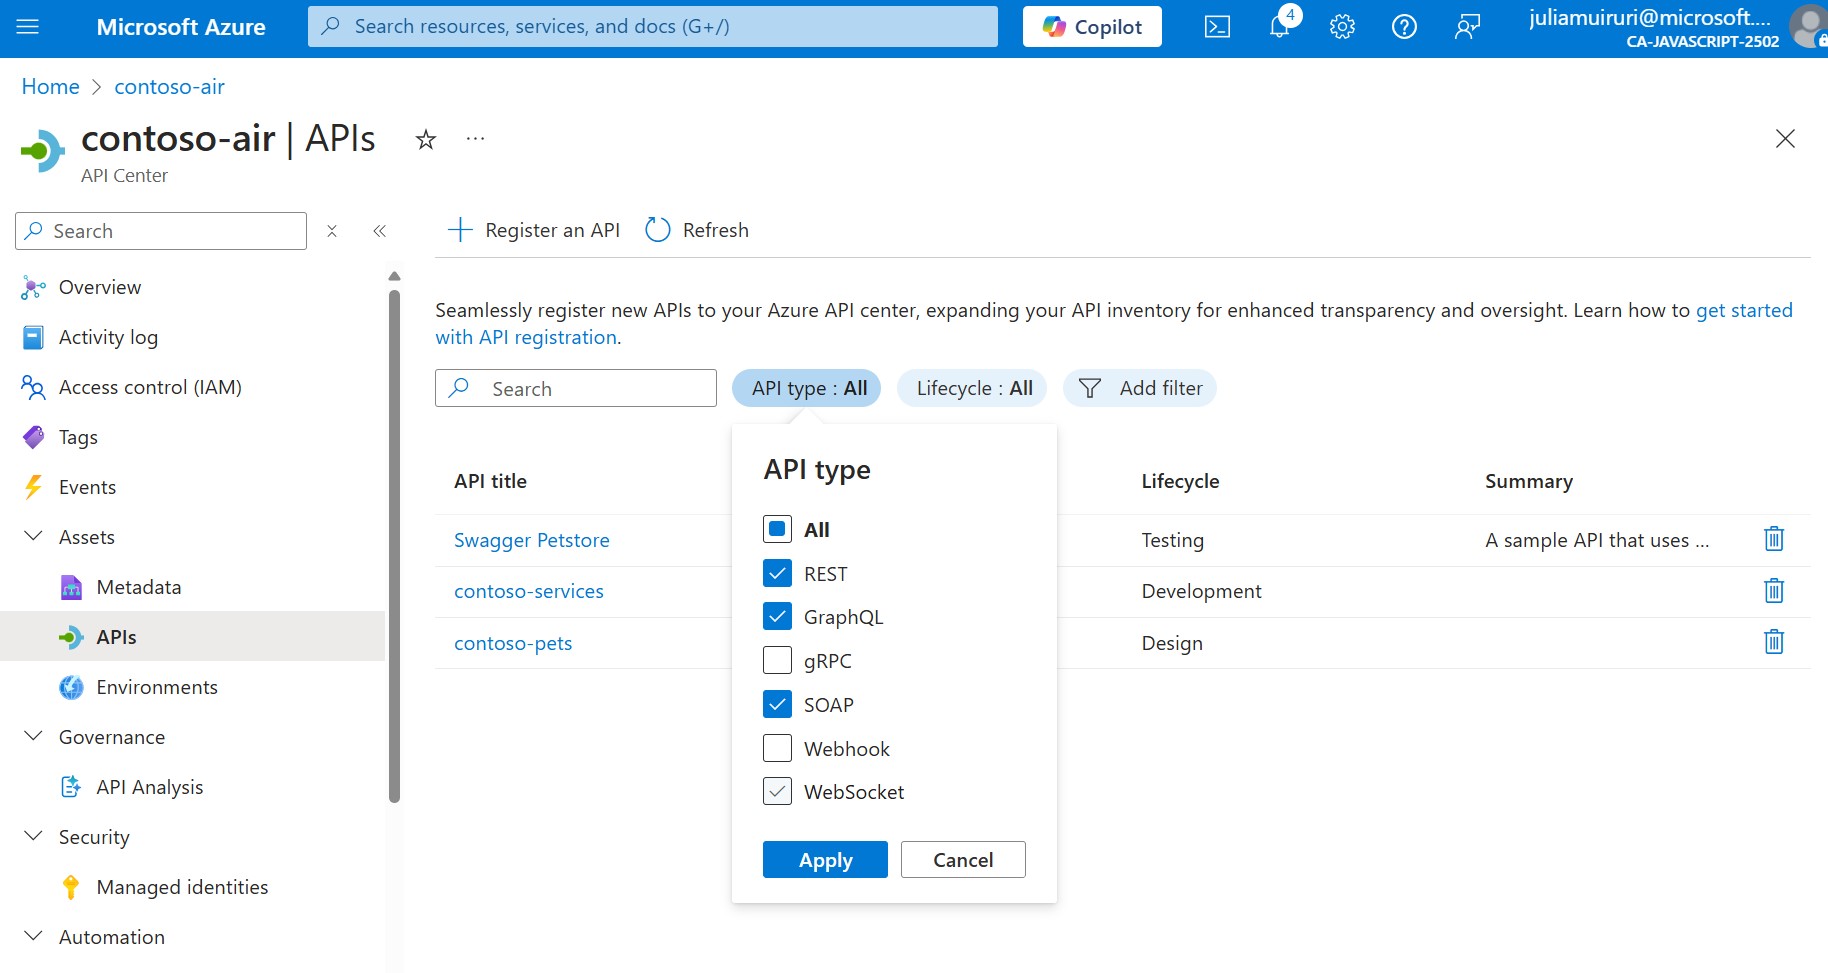 Microsoft Azure
Search resources, services, and docs (G+/)
Copilot
4
juliamuiruri@microsoft....
CA-JAVASCRIPT-2502
Home > contoso-air
contoso-air | APIs
...
API Center
Search
Register an API
Refresh
Overview
Activity log
Access control (IAM)
Tags
Events
Assets
Metadata
APIs
Environments
Governance
API Analysis
Security
Managed identities
Automation
Seamlessly register new APIs to your Azure API center, expanding your API inventory for enhanced transparency and oversight. Learn how to get started
with API registration.
Search
API type : All
Lifecycle : All
Add filter
API title
Lifecycle
Summary
Swagger Petstore
Testing
A sample API that uses ...
contoso-services
Development
contoso-pets
Design
API type
All
REST
GraphQL
gRPC
SOAP
Webhook
WebSocket
Apply
Cancel